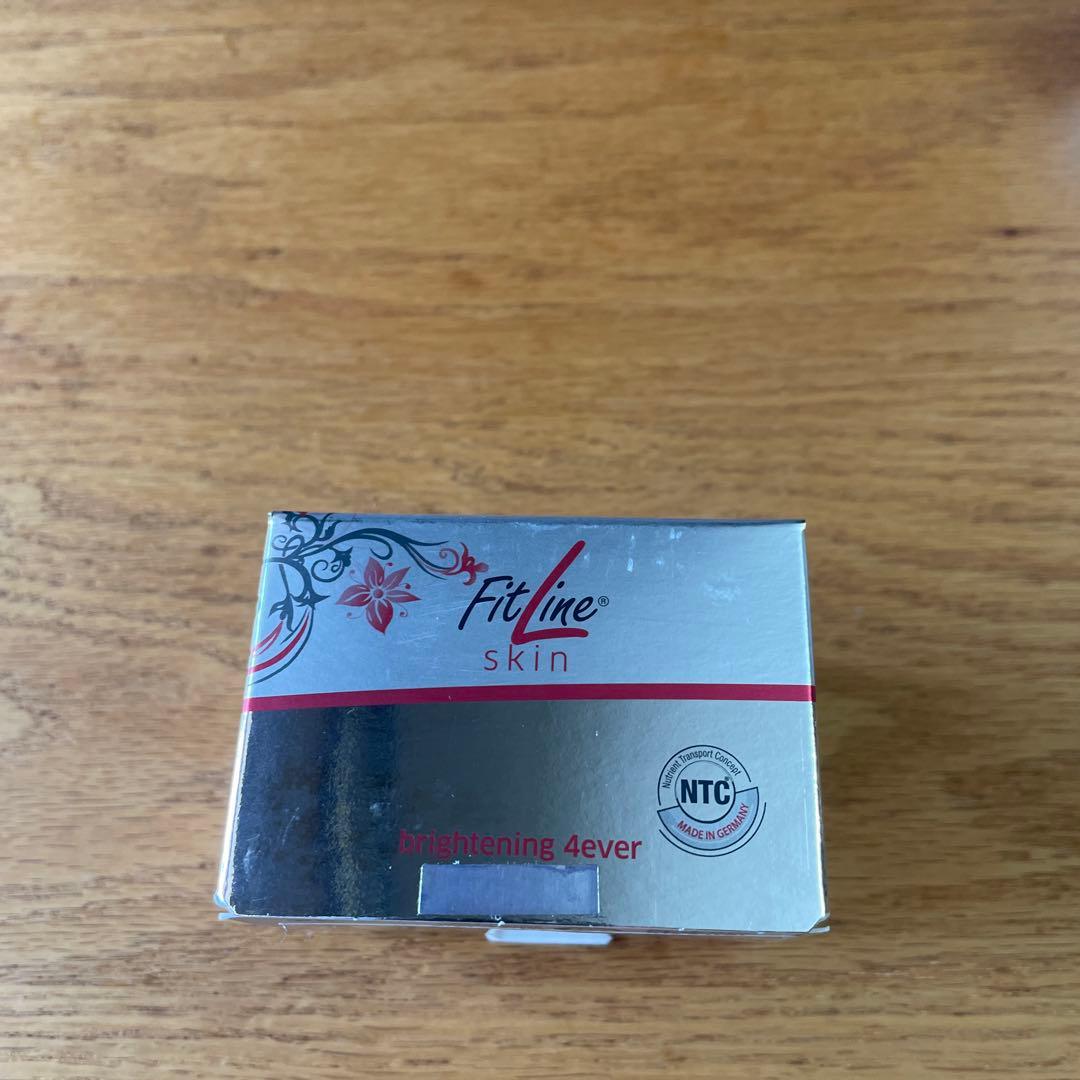 FitLine®
skin
Nutrient Transport Concept
NTC®
MADE IN GERMANY
brightening 4ever